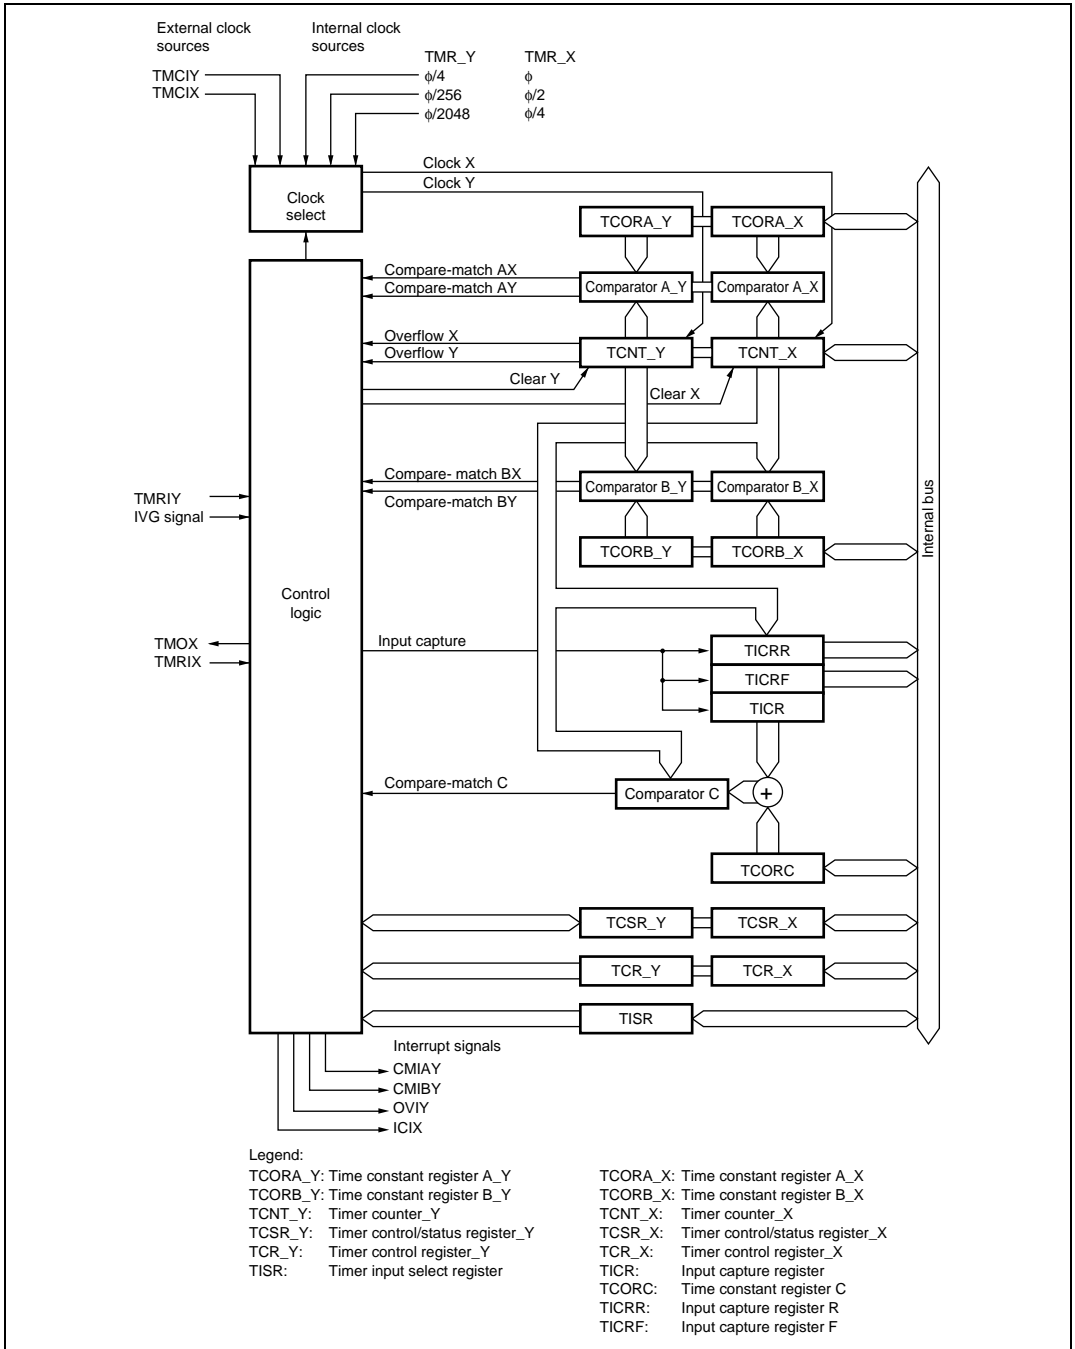 External clock sources
Internal clock sources
TMR_Y TMR_X
TMCIY
TMCIX
ϕ/4 ϕ
ϕ/256 ϕ/2
ϕ/2048 ϕ/4
Clock X
Clock Y
Clock select
TCORA_Y TCORA_X
Compare-match AX
Compare-match AY
Comparator A_Y Comparator A_X
Overflow X
Overflow Y
TCNT_Y TCNT_X
Clear Y
Clear X
Compare- match BX
Compare-match BY
Comparator B_Y Comparator B_X
TMRIY
IVG signal
TCORB_Y TCORB_X
Internal bus
Control logic
TMOX
TMRIX
Input capture
TICRR
TICRF
TICR
Compare-match C
Comparator C
+
TCORC
TCSR_Y TCSR_X
TCR_Y TCR_X
TISR
Interrupt signals
CMIAY
CMIBY
OVIY
ICIX
Legend:
TCORA_Y: Time constant register A_Y
TCORB_Y: Time constant register B_Y
TCNT_Y: Timer counter_Y
TCSR_Y: Timer control/status register_Y
TCR_Y: Timer control register_Y
TISR: Timer input select register
TCORA_X: Time constant register A_X
TCORB_X: Time constant register B_X
TCNT_X: Timer counter_X
TCSR_X: Timer control/status register_X
TCR_X: Timer control register_X
TICR: Input capture register
TCORC: Time constant register C
TICRR: Input capture register R
TICRF: Input capture register F